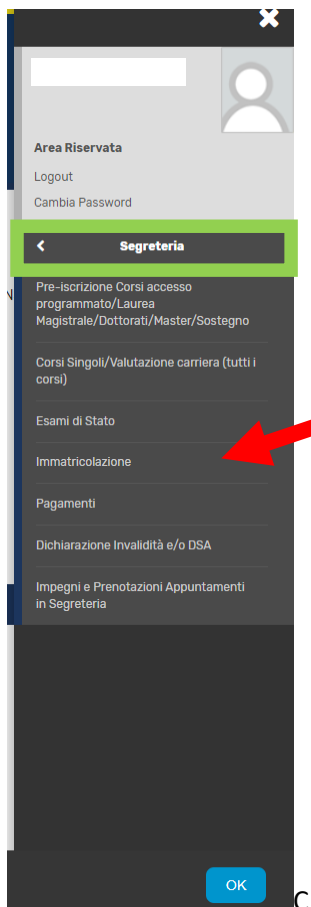 Area Riservata
Logout
Cambia Password
Segreteria
Pre-iscrizione Corsi accesso
programmato/Laurea
Magistrale/Dottorati/Master/Sostegno
Corsi Singoli/Valutazione carriera (tutti i
corsi)
Esami di Stato
Immatricolazione
Pagamenti
Dichiarazione Invalidità e/o DSA
Impegni e Prenotazioni Appuntamenti
in Segreteria
OK